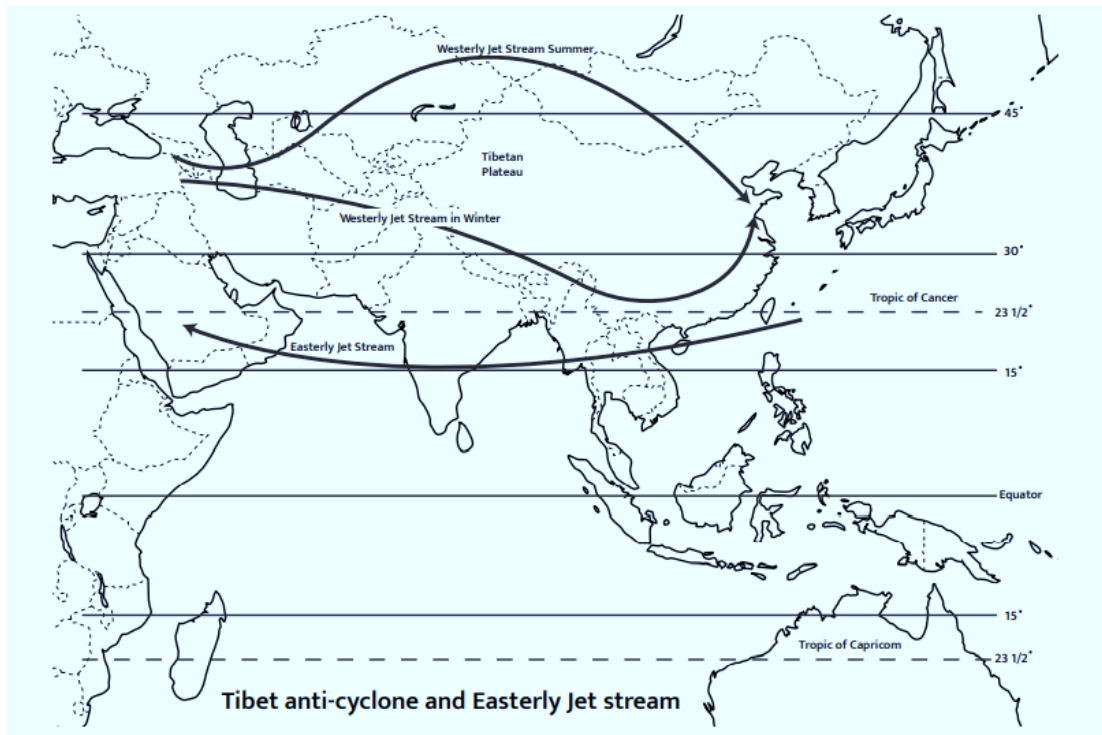 Westerly Jet Stream Summer
45°
Tibetan
Plateau
Westerly Jet Stream in Winter
30°
Tropic of Cancer
23 1/2°
Easterly Jet Stream
15°
Equator
15°
Tropic of Capricom
23 1/2°
Tibet anti-cyclone and Easterly Jet stream